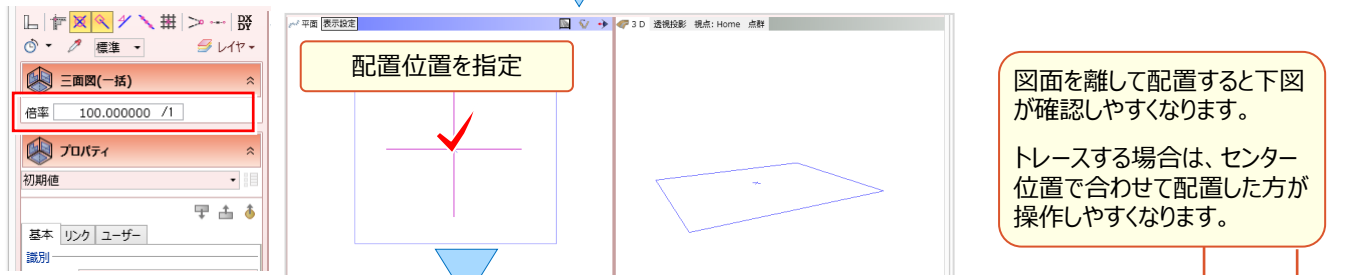 DX
BY
標準
レイヤ
三面図(一括)
倍率 100.000000 /1
プロパティ
初期値
基本 リンク ユーザー
識別
平面 表示設定
配置位置を指定
3 D 透視投影 視点: Home 点群
図面を離して配置すると下図
が確認しやすくなります。
トレースする場合は、センター
位置で合わせて配置した方が
操作しやすくなります。